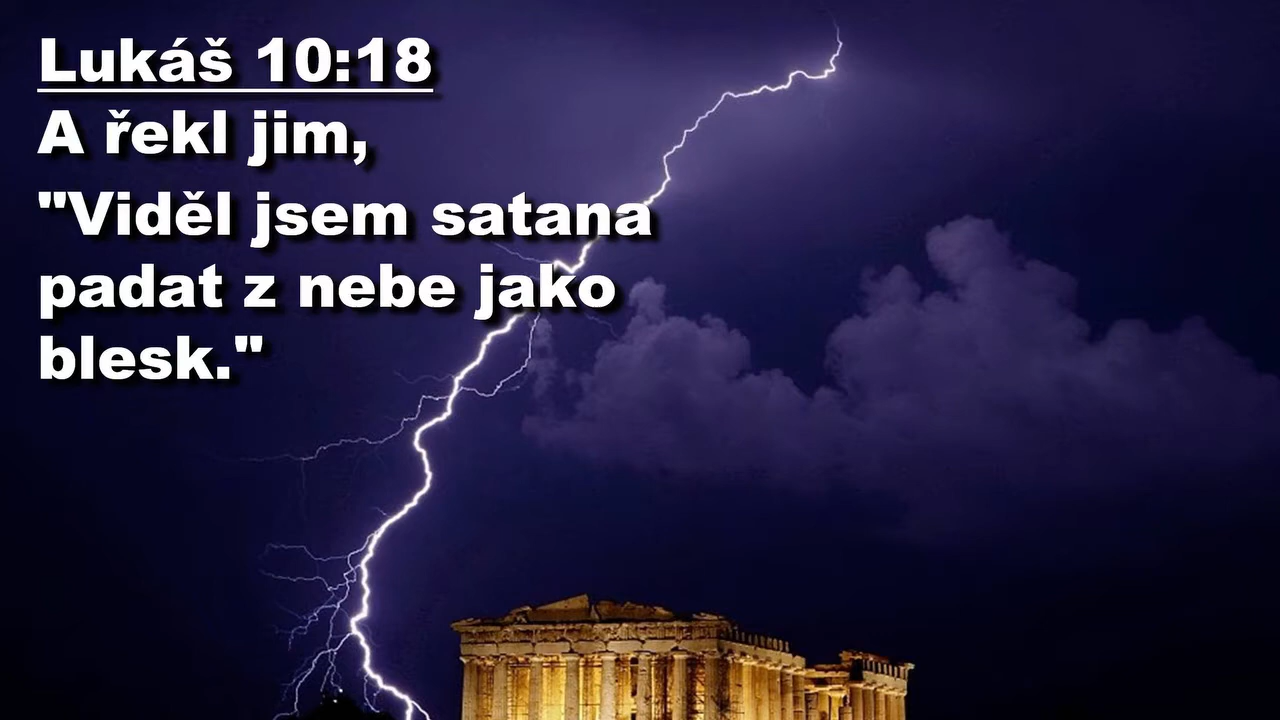 Lukáš 10:18
A řekl jim,
"Viděl jsem satana
padat z nebe jako
blesk."